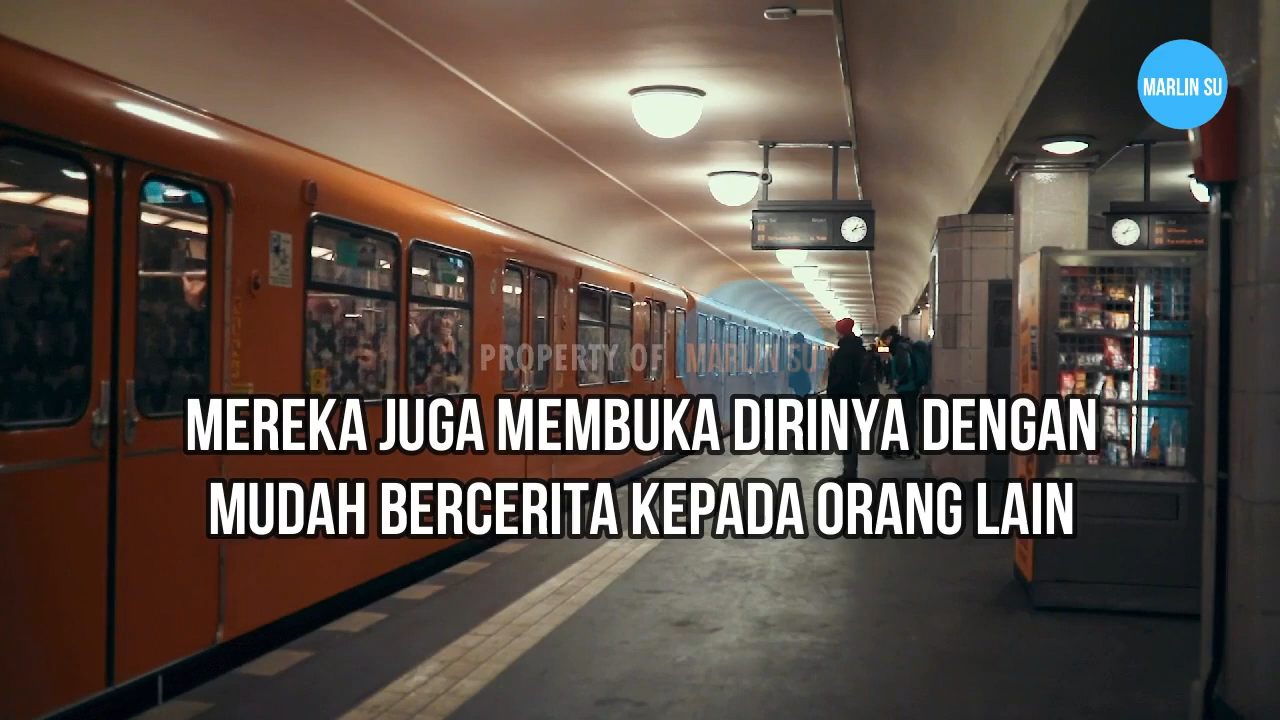 MARLIN SU
PROPERTY OF MARLIN SU
MEREKA JUGA MEMBUKA DIRINYA DENGAN
MUDAH BERCERITA KEPADA ORANG LAIN